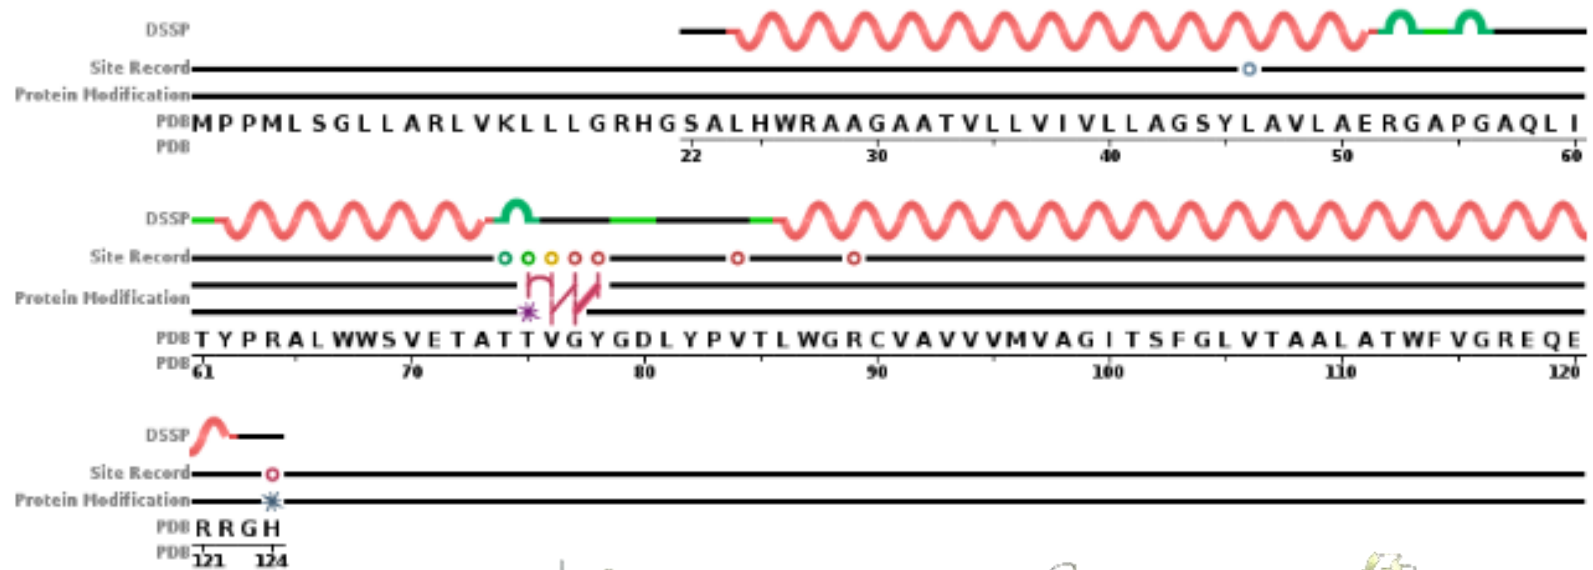 DSSP
Site Record
Protein Modification
PDB MPPMLSGLLARLVKLLLGRHGSALHWRAAGAATVLLVIVLLAGSYLAVLAERGAPGAQLI
PDB 22 30 40 50 60
DSSP
Site Record
Protein Modification
PDB TYPRALWWSVETATTVGYGDLYPVTLWGRCVAVVVMVAGITSFGLVTAALATWFVGREQE
PDB 61 70 80 90 100 110 120
DSSP
Site Record
Protein Modification
PDB RRGH
PDB 121 124